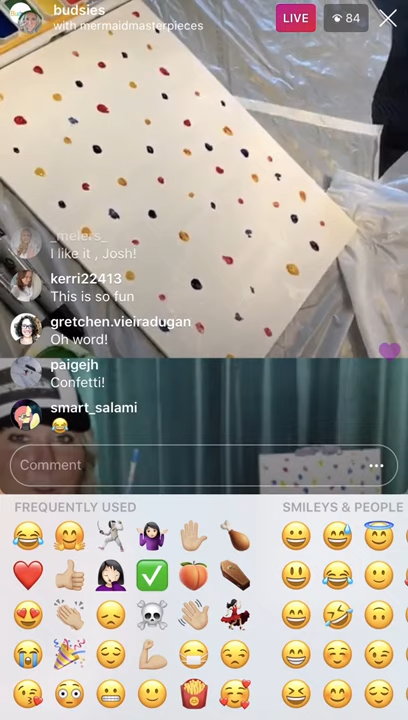 budsies
with mermaidmasterpieces
LIVE
84
_melers_
I like it , Josh!
kerri22413
This is so fun
gretchen.vieiradugan
Oh word!
paigejh
Confetti!
smart_salami
😂
Comment
FREQUENTLY USED
SMILEYS & PEOPLE